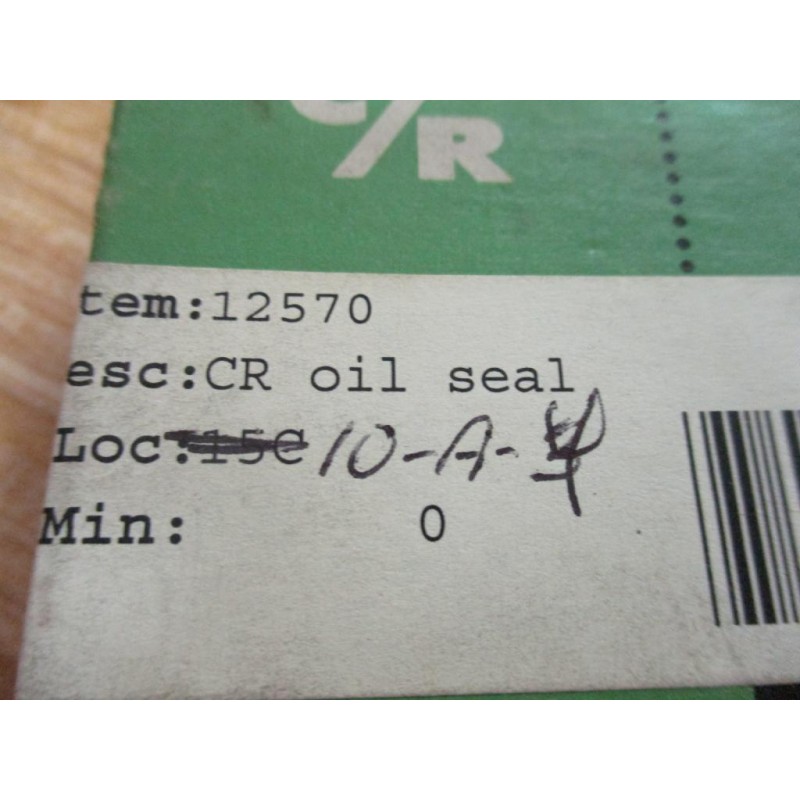 C/R
tem:12570
esc:CR oil seal
Loc:15C 10-A-4
Min: 0